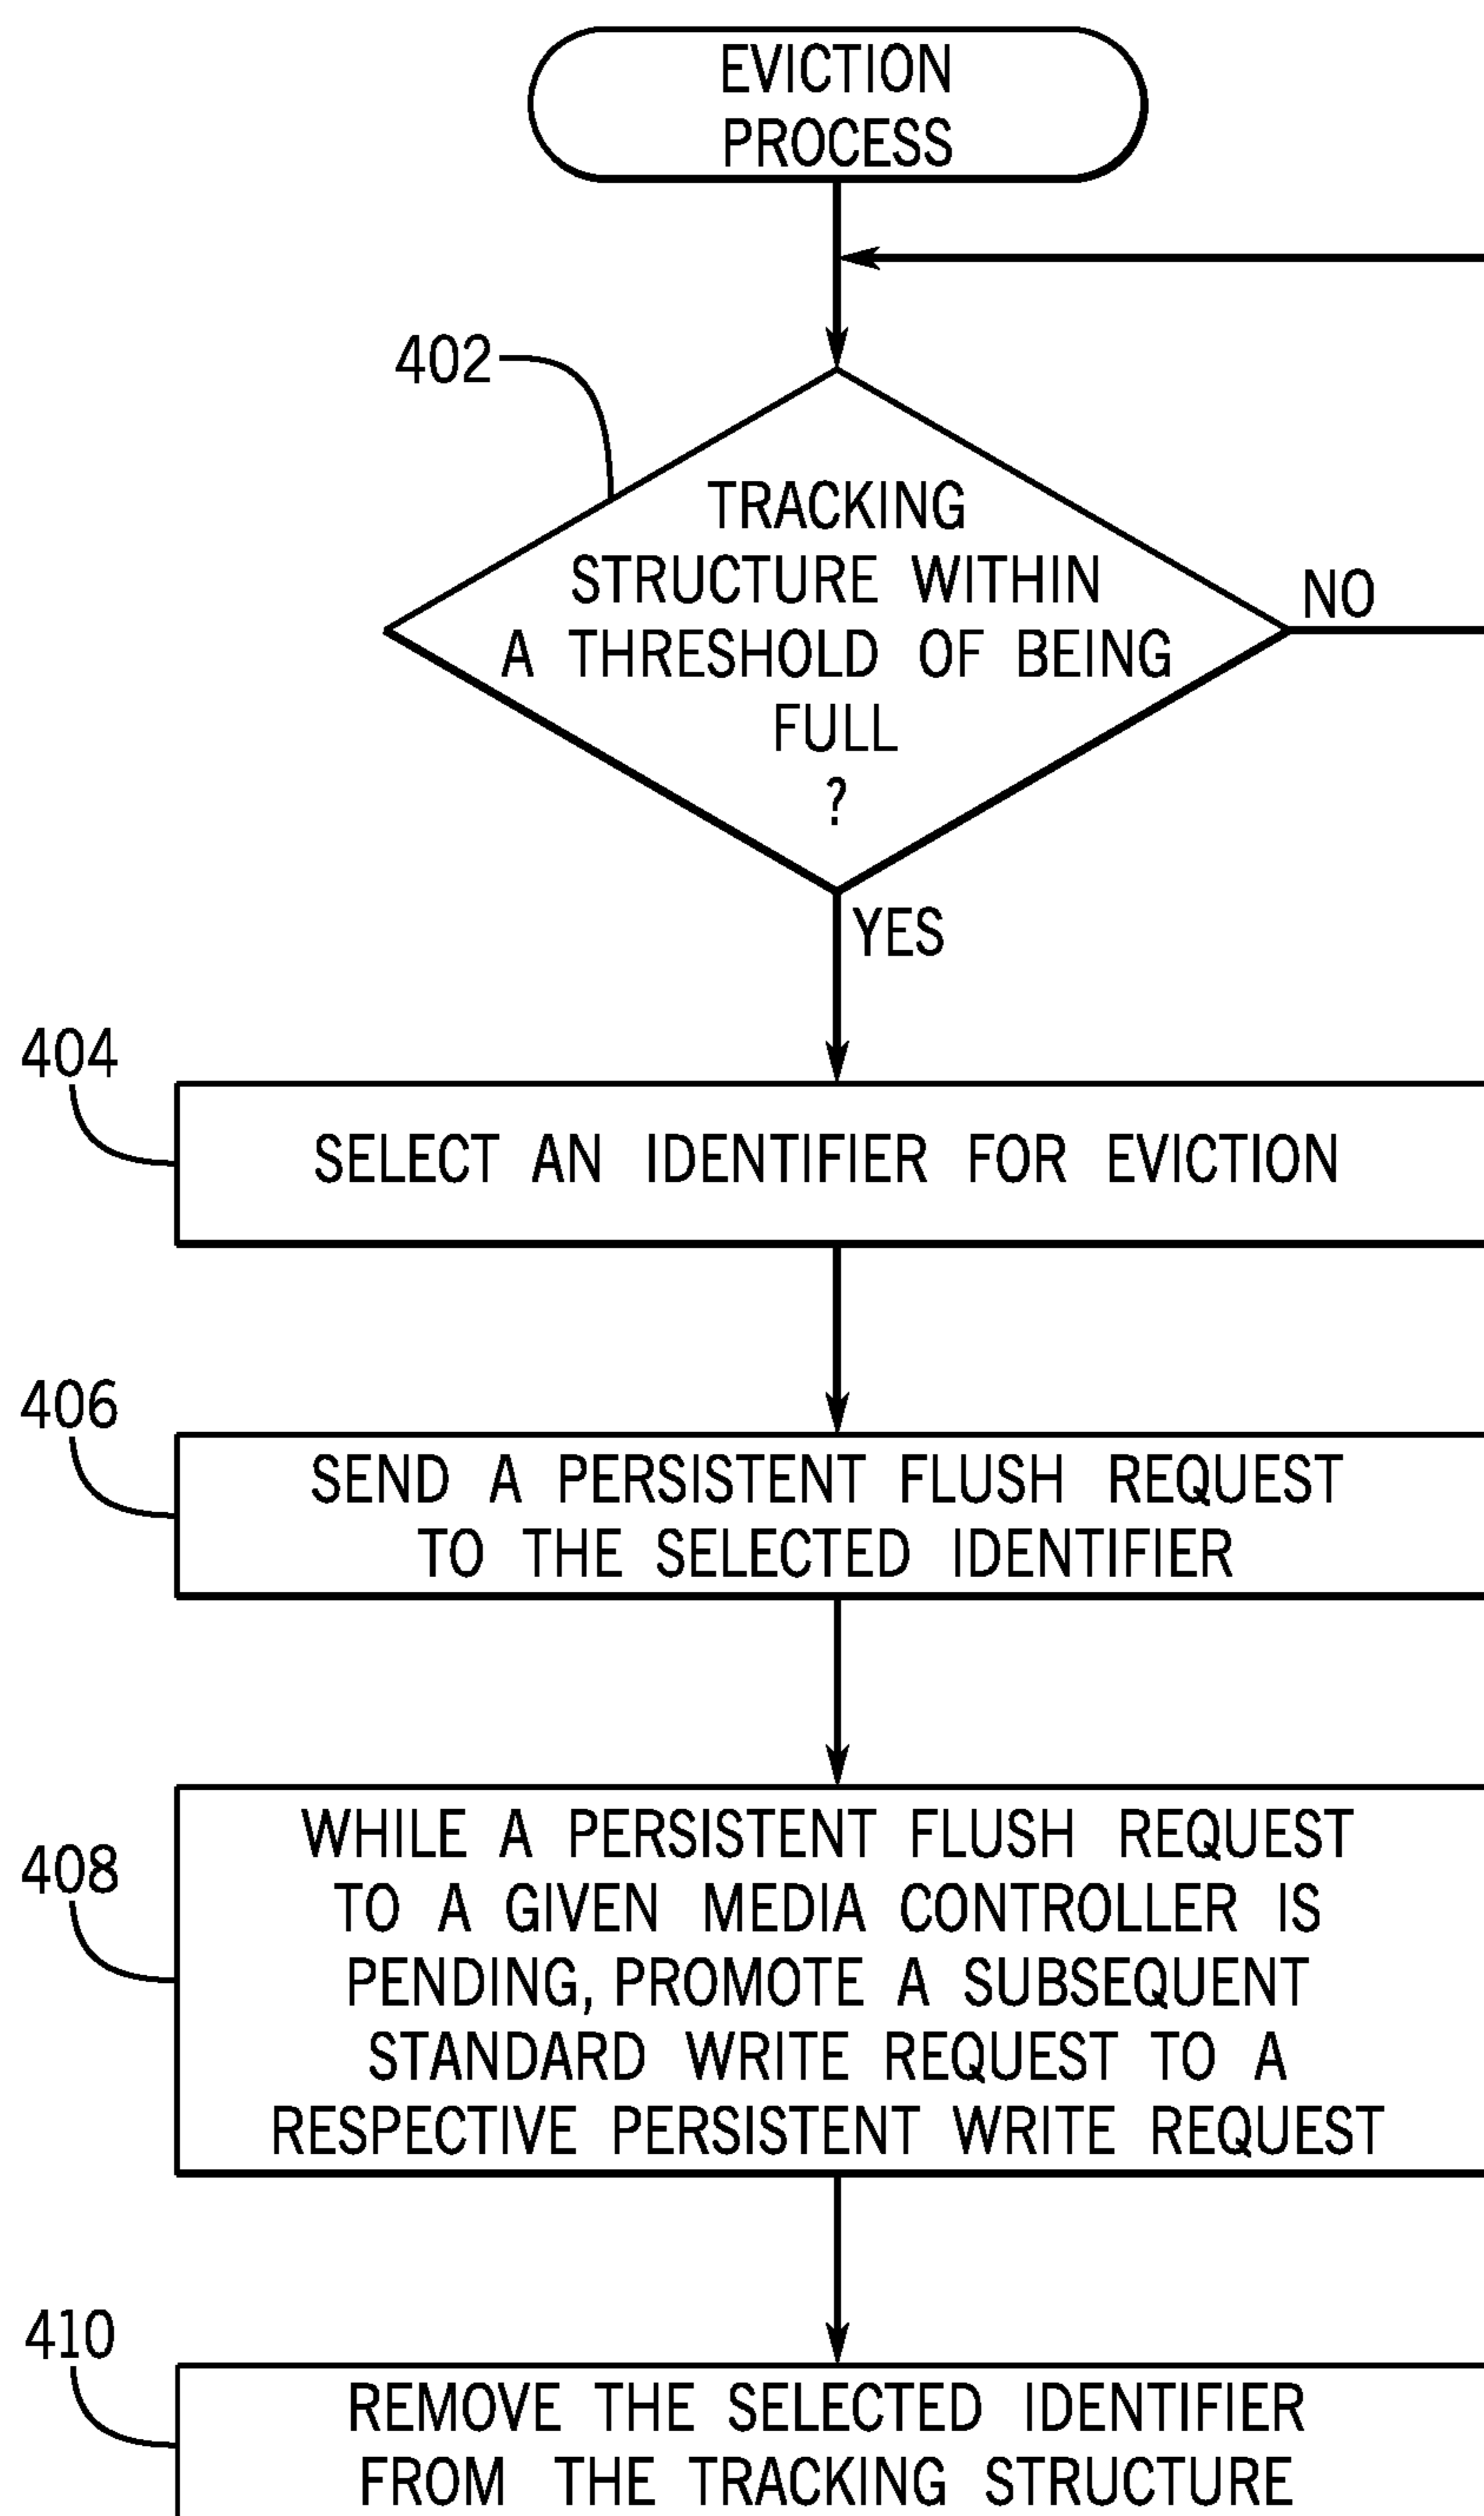 EVICTION
PROCESS
402
TRACKING
STRUCTURE WITHIN
A THRESHOLD OF BEING
FULL
?
NO
YES
404
SELECT AN IDENTIFIER FOR EVICTION
406
SEND A PERSISTENT FLUSH REQUEST
TO THE SELECTED IDENTIFIER
408
WHILE A PERSISTENT FLUSH REQUEST
TO A GIVEN MEDIA CONTROLLER IS
PENDING, PROMOTE A SUBSEQUENT
STANDARD WRITE REQUEST TO A
RESPECTIVE PERSISTENT WRITE REQUEST
410
REMOVE THE SELECTED IDENTIFIER
FROM THE TRACKING STRUCTURE